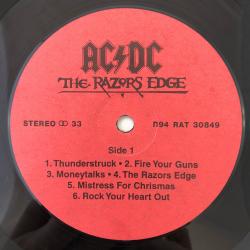 AC DC
THE RAZORS EDGE
STEREO 33
П94 RAT 30849
Side 1
1. Thunderstruck • 2. Fire Your Guns
3. Moneytalks • 4. The Razors Edge
5. Mistress For Chrismas
6. Rock Your Heart Out